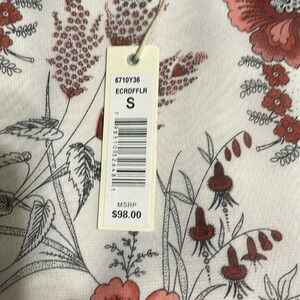 6710Y36
ECRDFFLR
S
MSRP
$98.00